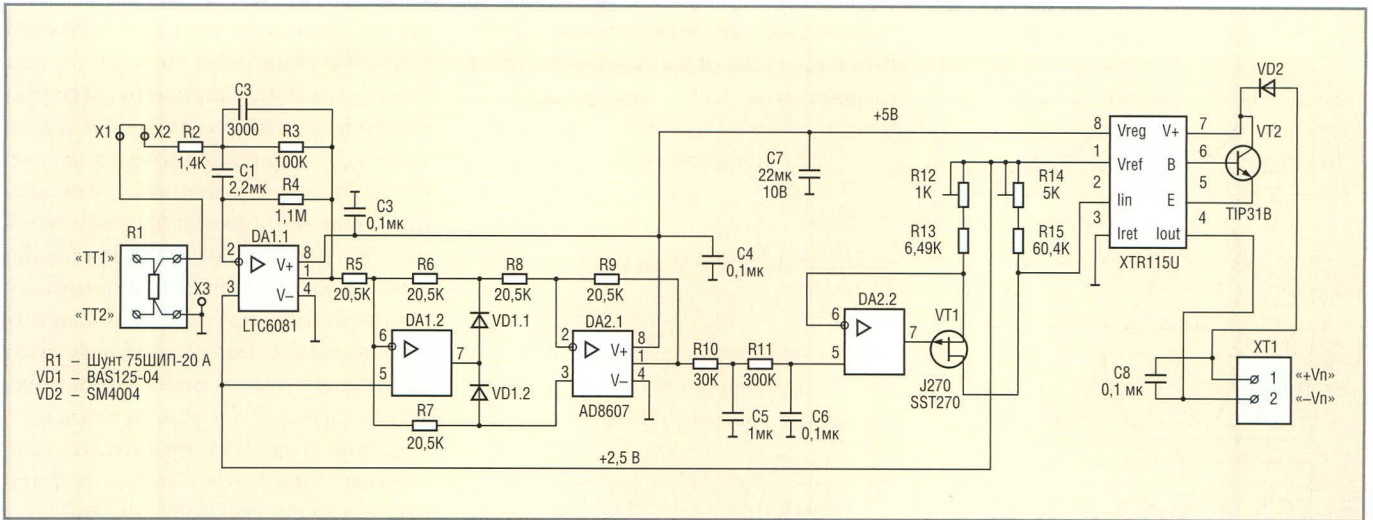 C3
3000
X1
X2
R2
1,4K
R3
100K
C1
2,2мк
R4
1,1M
C3
0,1мк
R1
«TT1»
«TT2»
X3
DA1.1
2
3
8
V+
1
4
V–
LTC6081
R5
20,5K
R6
20,5K
R8
20,5K
R9
20,5K
C4
0,1мк
DA1.2
6
5
7
VD1.1
VD1.2
R7
20,5K
DA2.1
2
3
8
V+
1
4
V–
AD8607
R10
30K
R11
300K
C5
1мк
C6
0,1мк
C7
22мк
10В
+5В
DA2.2
6
5
7
VT1
J270
SST270
R12
1K
R13
6,49K
R14
5K
R15
60,4K
8
Vreg
V+
7
1
Vref
B
6
2
Iin
E
5
3
Iret
Iout
4
XTR115U
VD2
VT2
TIP31B
C8
0,1 мк
XT1
1
«+Vп»
2
«–Vп»
+2,5 В
R1 – Шунт 75ШИП-20 А
VD1 – BAS125-04
VD2 – SM4004